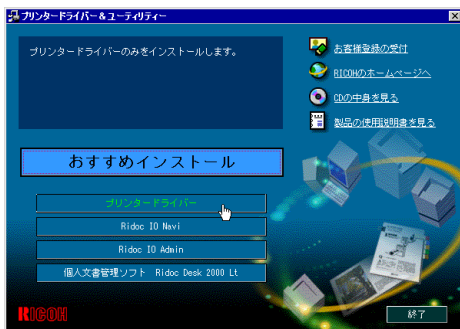 プリンタードライバー&ユーティリティー
プリンタードライバーのみをインストールします。
お客様登録の受付
RICOHのホームページへ
CDの中身を見る
製品の使用説明書を見る
おすすめインストール
プリンタードライバー
Ridoc IO Navi
Ridoc IO Admin
個人文書管理ソフト Ridoc Desk 2000 Lt
RICOH
終了